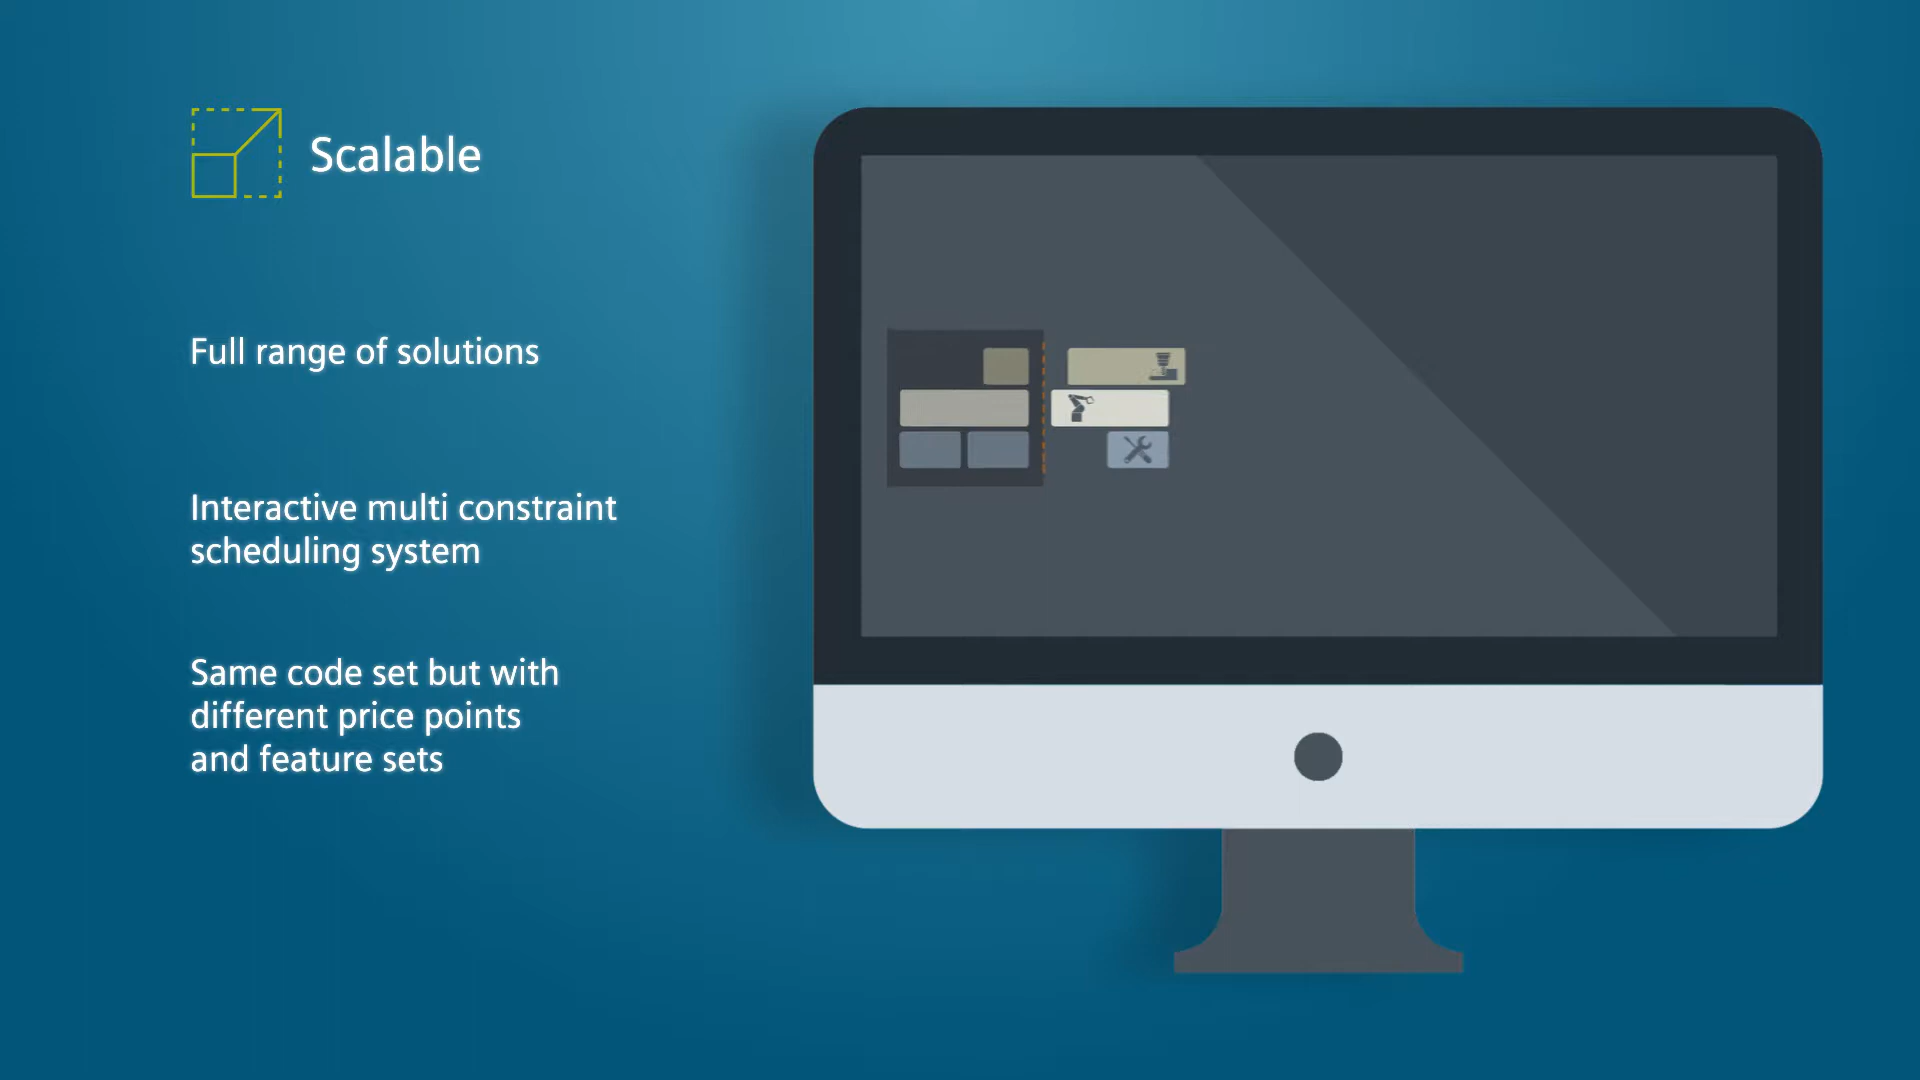 Scalable
Full range of solutions
Interactive multi constraint
scheduling system
Same code set but with
different price points
and feature sets